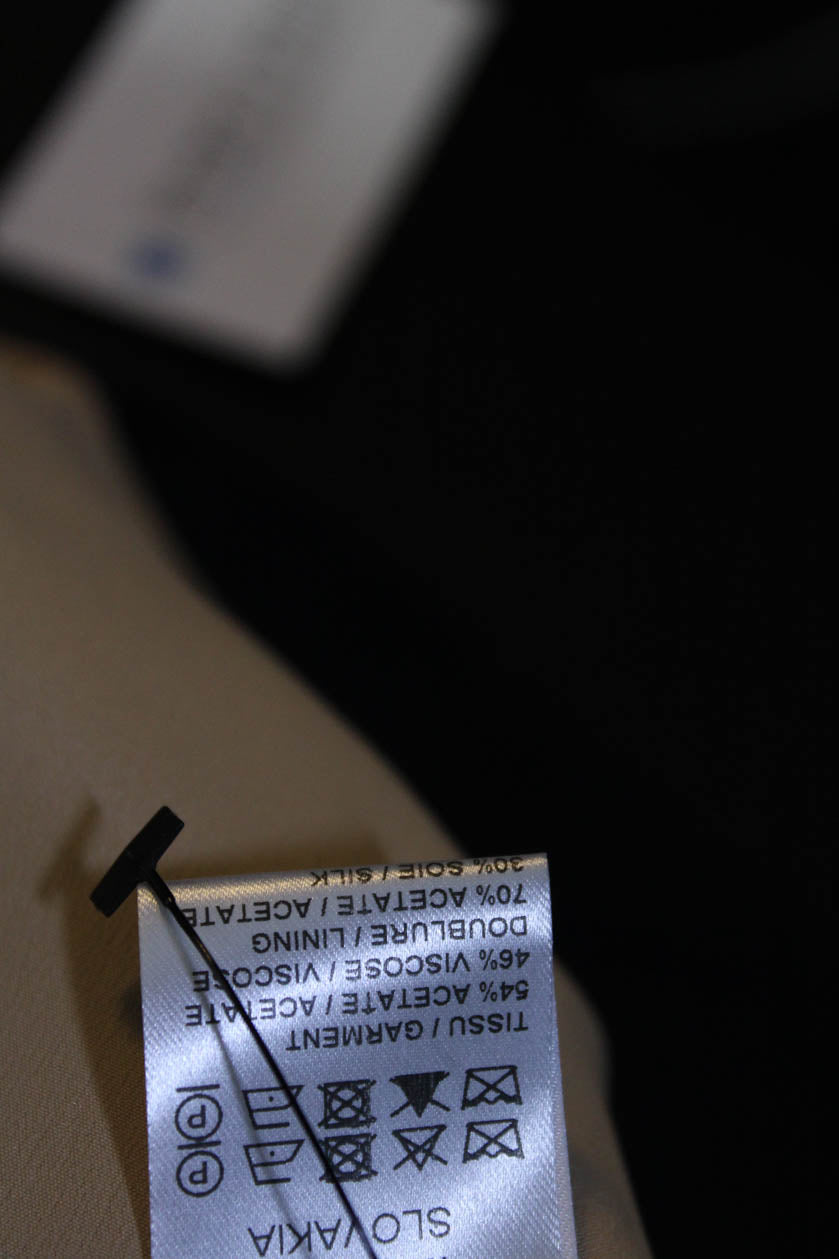 SLOVAKIA
TISSU / GARMENT
54% ACETATE / ACETATE
46% VISCOSE / VISCOSE
DOUBLURE / LINING
70% ACETATE / ACETATE
30% SOIE / SILK